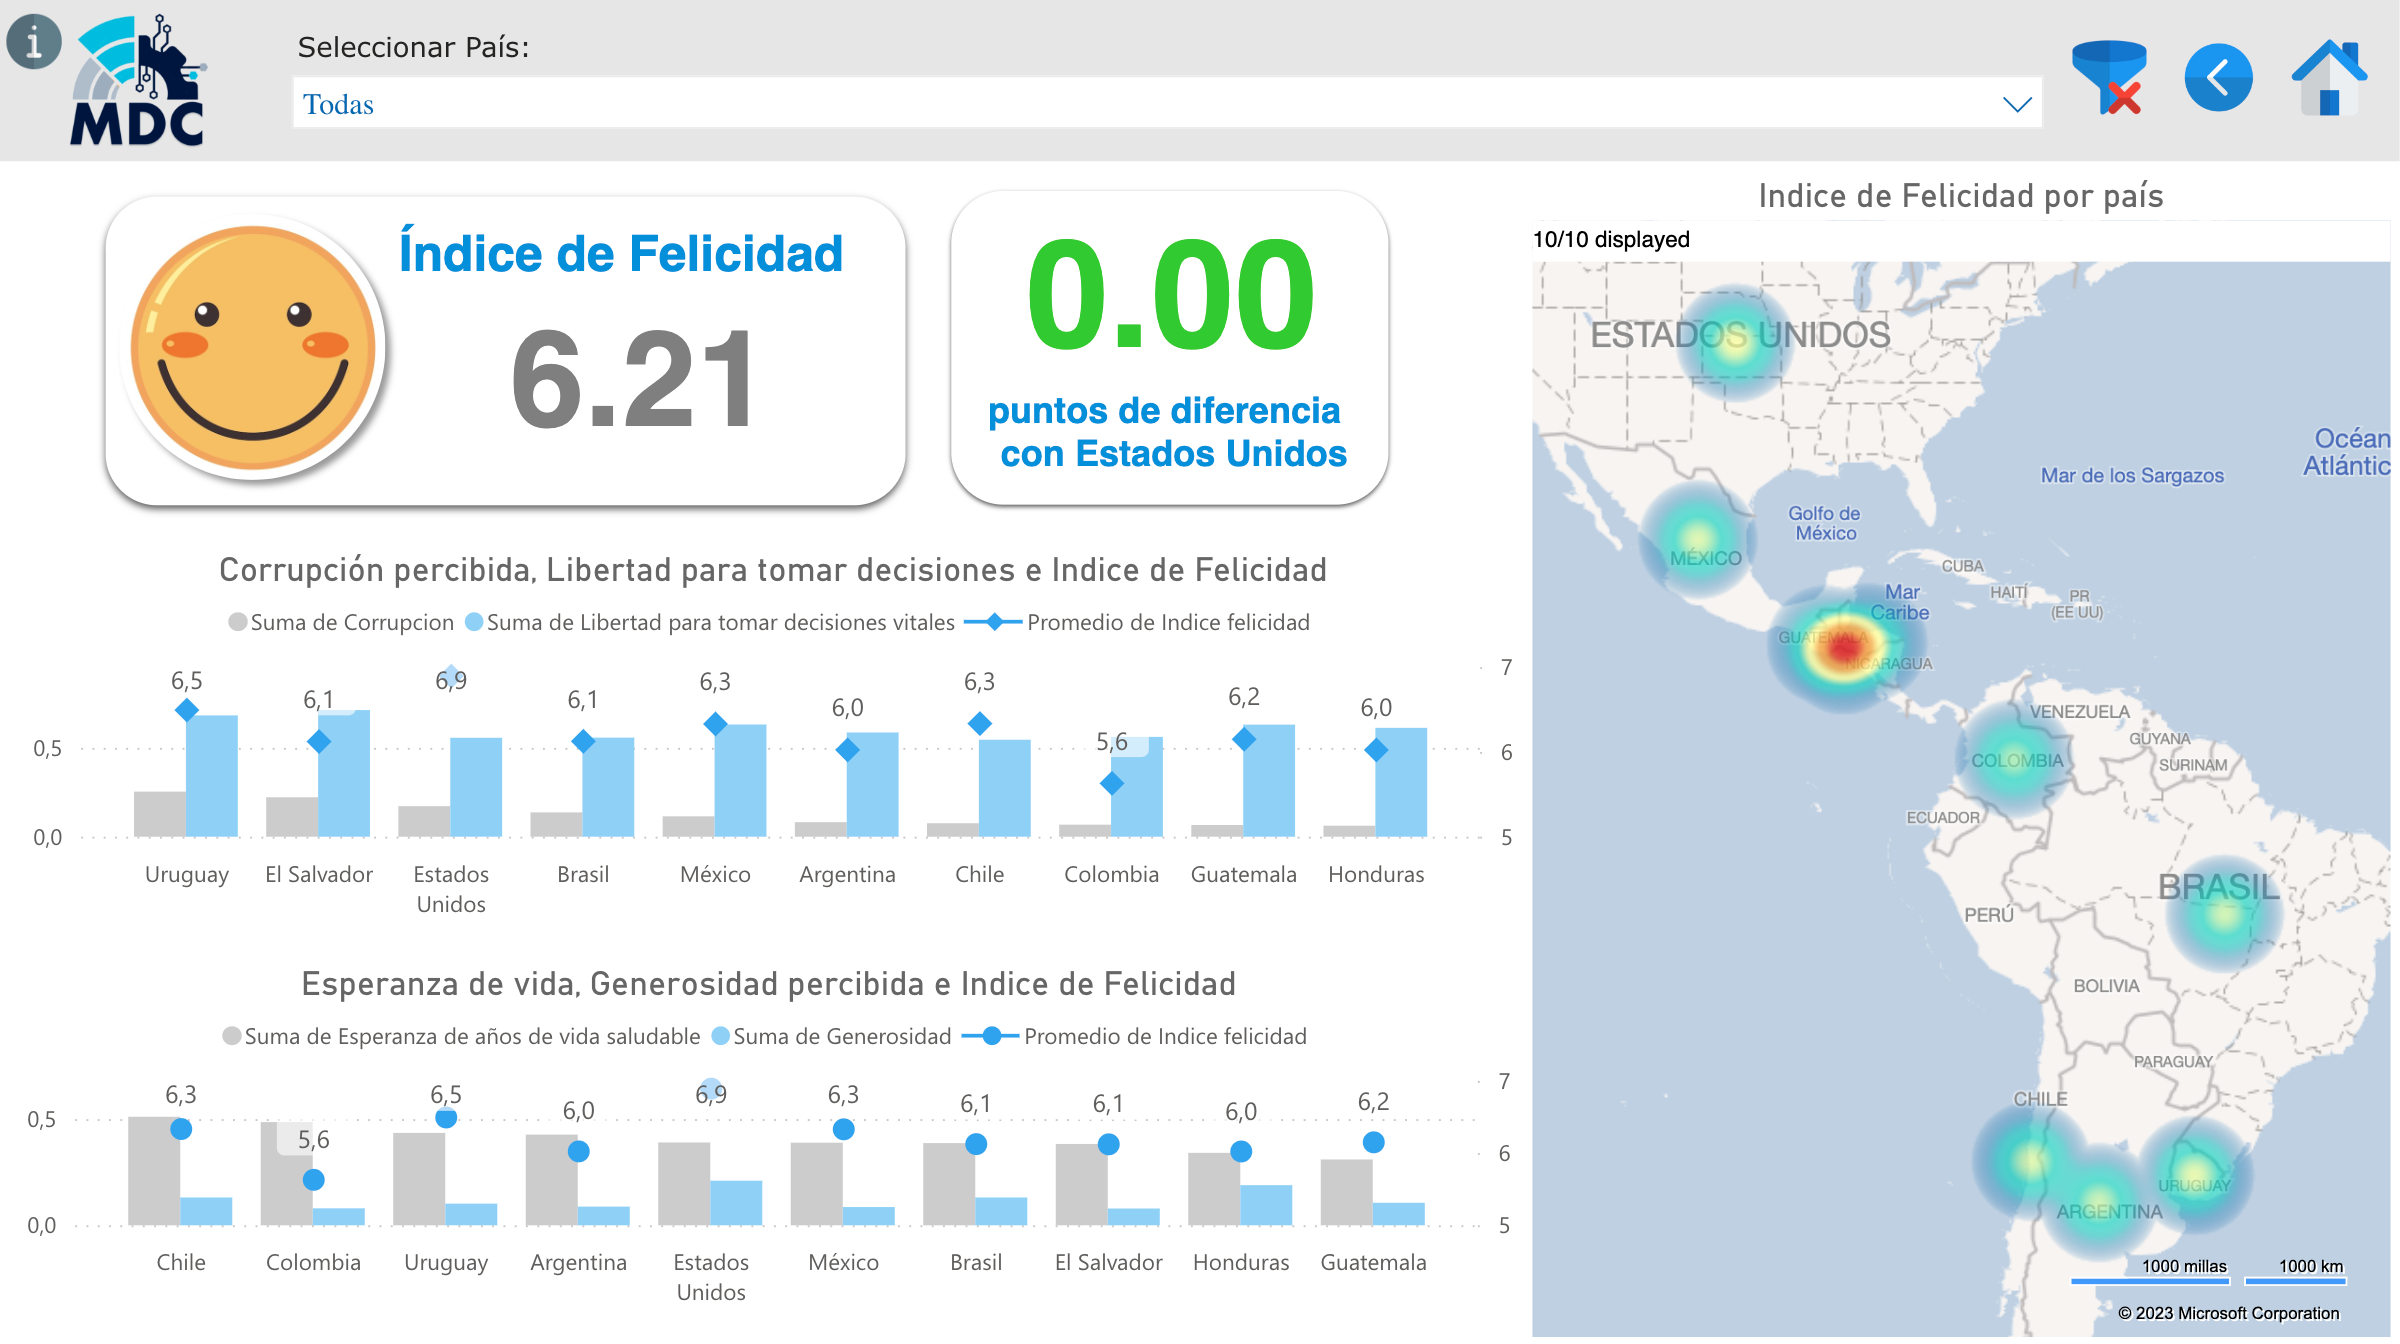 i
MDC
Seleccionar País:
Todas
Índice de Felicidad
6.21
0.00
puntos de diferencia
con Estados Unidos
Corrupción percibida, Libertad para tomar decisiones e Indice de Felicidad
Suma de Corrupcion Suma de Libertad para tomar decisiones vitales Promedio de Indice felicidad
6,5 6,1 6,9 6,1 6,3 6,0 6,3 5,6 6,2 6,0
7
0,5 6
0,0 5
Uruguay El Salvador Estados Unidos Brasil México Argentina Chile Colombia Guatemala Honduras
Esperanza de vida, Generosidad percibida e Indice de Felicidad
Suma de Esperanza de años de vida saludable Suma de Generosidad Promedio de Indice felicidad
6,3 5,6 6,5 6,0 6,9 6,3 6,1 6,1 6,0 6,2
7
0,5 6
0,0 5
Chile Colombia Uruguay Argentina Estados Unidos México Brasil El Salvador Honduras Guatemala
Indice de Felicidad por país
10/10 displayed
ESTADOS UNIDOS
Océan
Atlántic
Mar de los Sargazos
Golfo de
México
MÉXICO
CUBA
HAITÍ
PR
(EE UU)
Mar
Caribe
GUATEMALA
NICARAGUA
VENEZUELA
GUYANA
SURINAM
COLOMBIA
ECUADOR
BRASIL
PERÚ
BOLIVIA
PARAGUAY
CHILE
URUGUAY
ARGENTINA
1000 millas 1000 km
© 2023 Microsoft Corporation